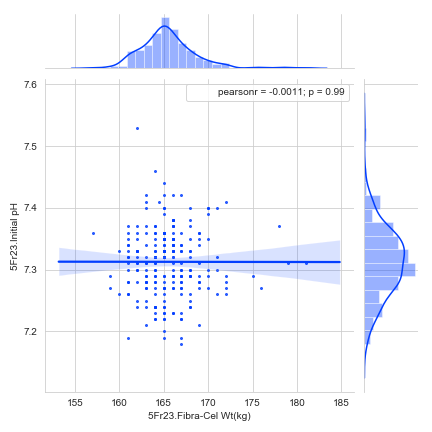 pearsonr = -0.0011; p = 0.99
7.6
7.5
7.4
7.3
7.2
5Fr23.Initial pH
155 160 165 170 175 180 185
5Fr23.Fibra-Cel Wt(kg)